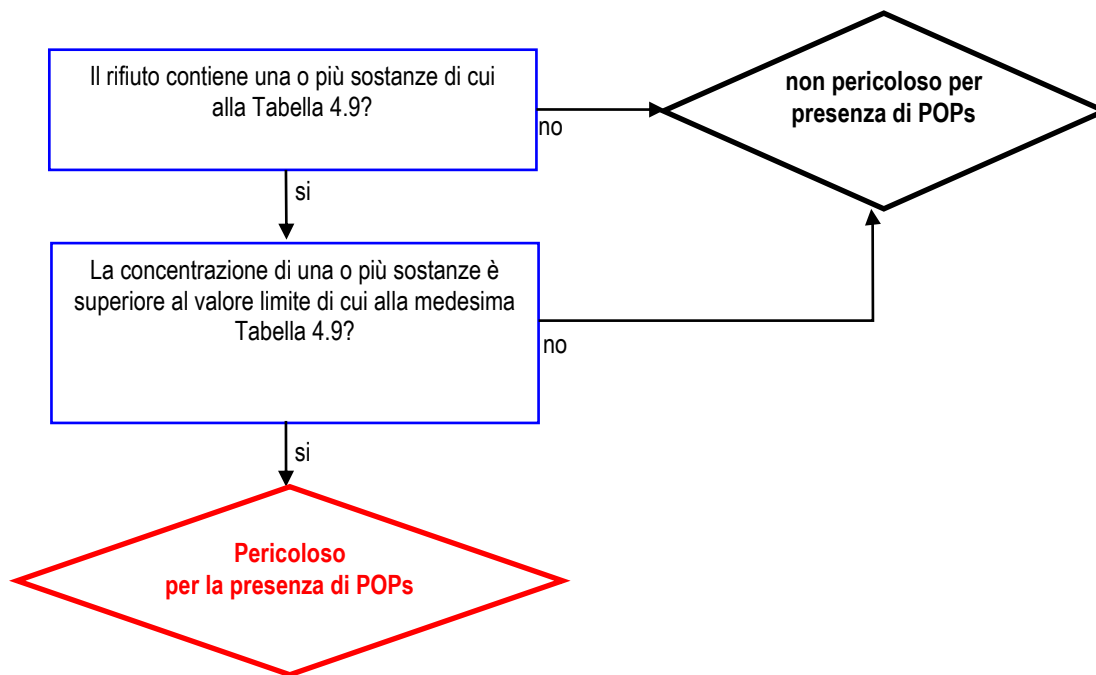 Il rifiuto contiene una o più sostanze di cui
alla Tabella 4.9?
no
non pericoloso per
presenza di POPs
si
La concentrazione di una o più sostanze è
superiore al valore limite di cui alla medesima
Tabella 4.9?
no
si
Pericoloso
per la presenza di POPs